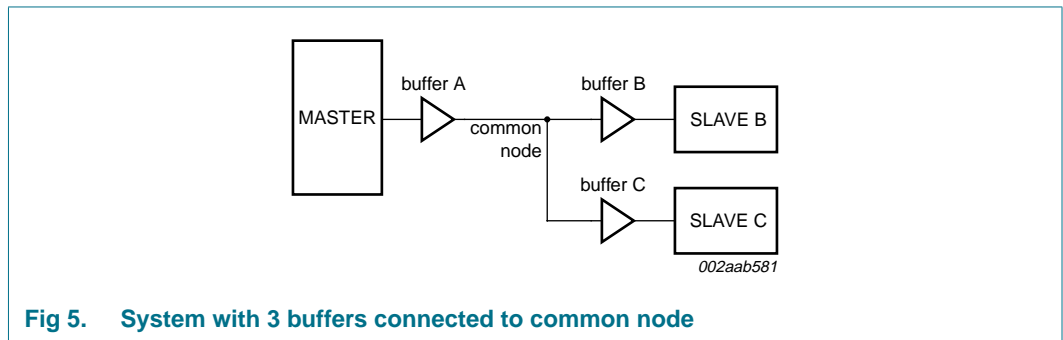 MASTER
buffer A
common
node
buffer B
SLAVE B
buffer C
SLAVE C
002aab581
Fig 5. System with 3 buffers connected to common node